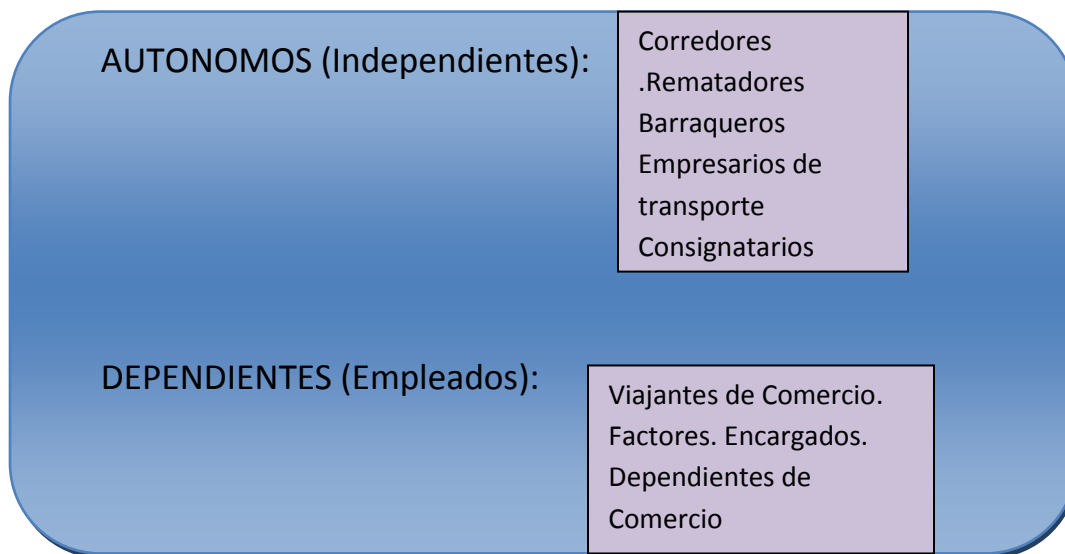 AUTONOMOS (Independientes):
Corredores
.Rematadores
Barraqueros
Empresarios de
transporte
Consignatarios
DEPENDIENTES (Empleados):
Viajantes de Comercio.
Factores. Encargados.
Dependientes de
Comercio